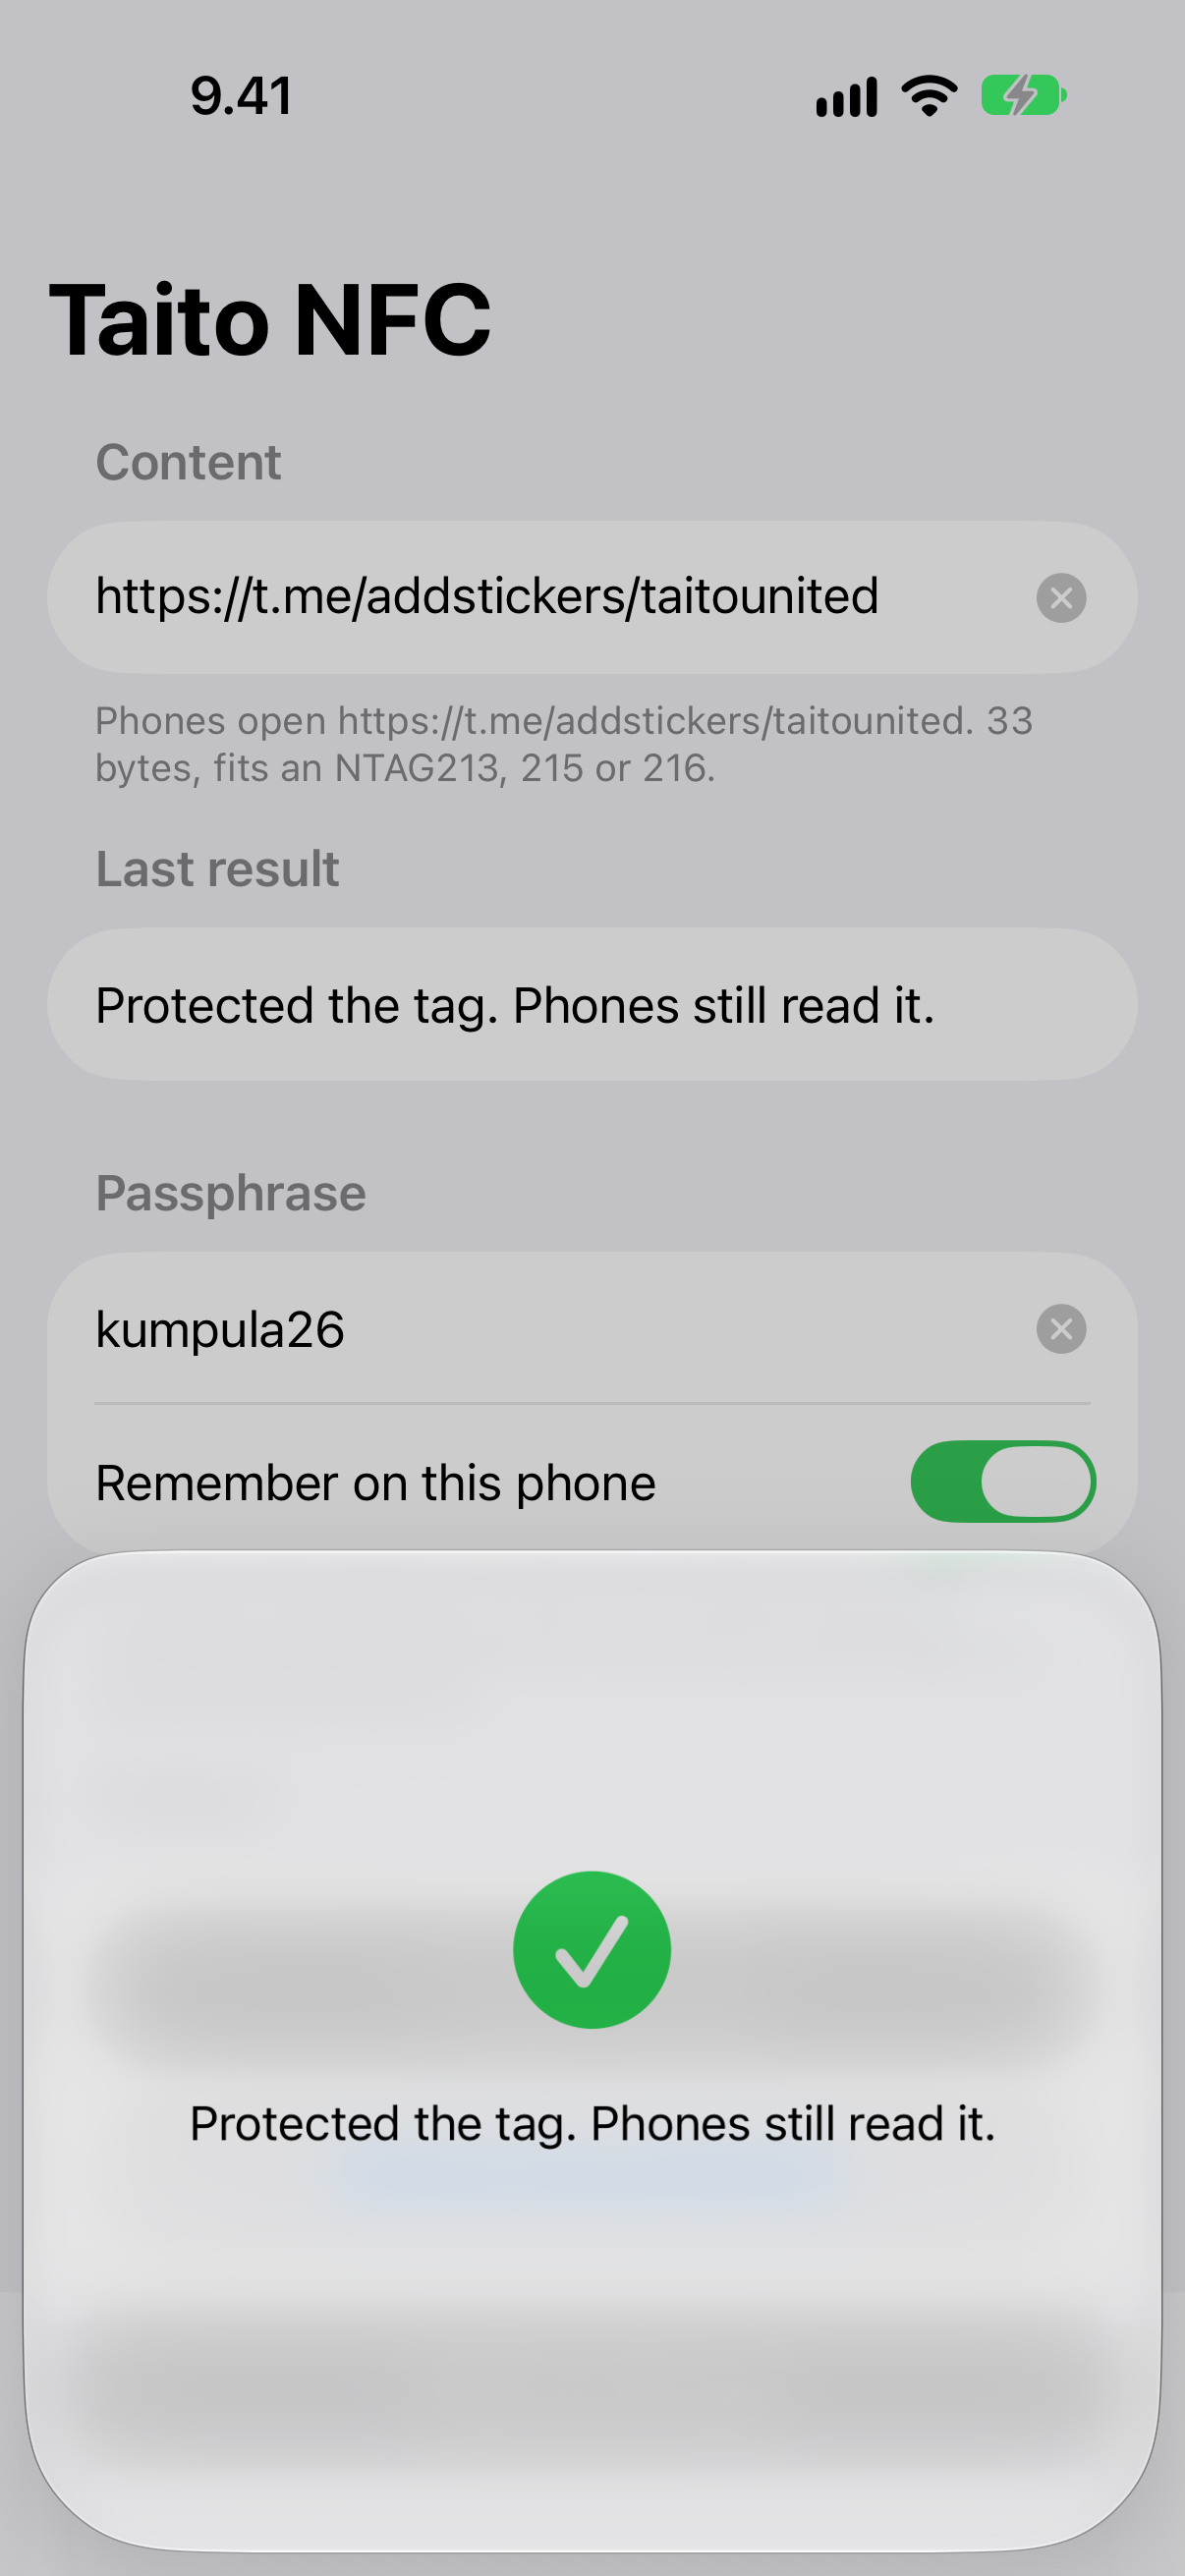 9.41
Taito NFC
Content
https://t.me/addstickers/taitounited
Phones open https://t.me/addstickers/taitounited. 33
bytes, fits an NTAG213, 215 or 216.
Last result
Protected the tag. Phones still read it.
Passphrase
kumpula26
Remember on this phone
Protected the tag. Phones still read it.